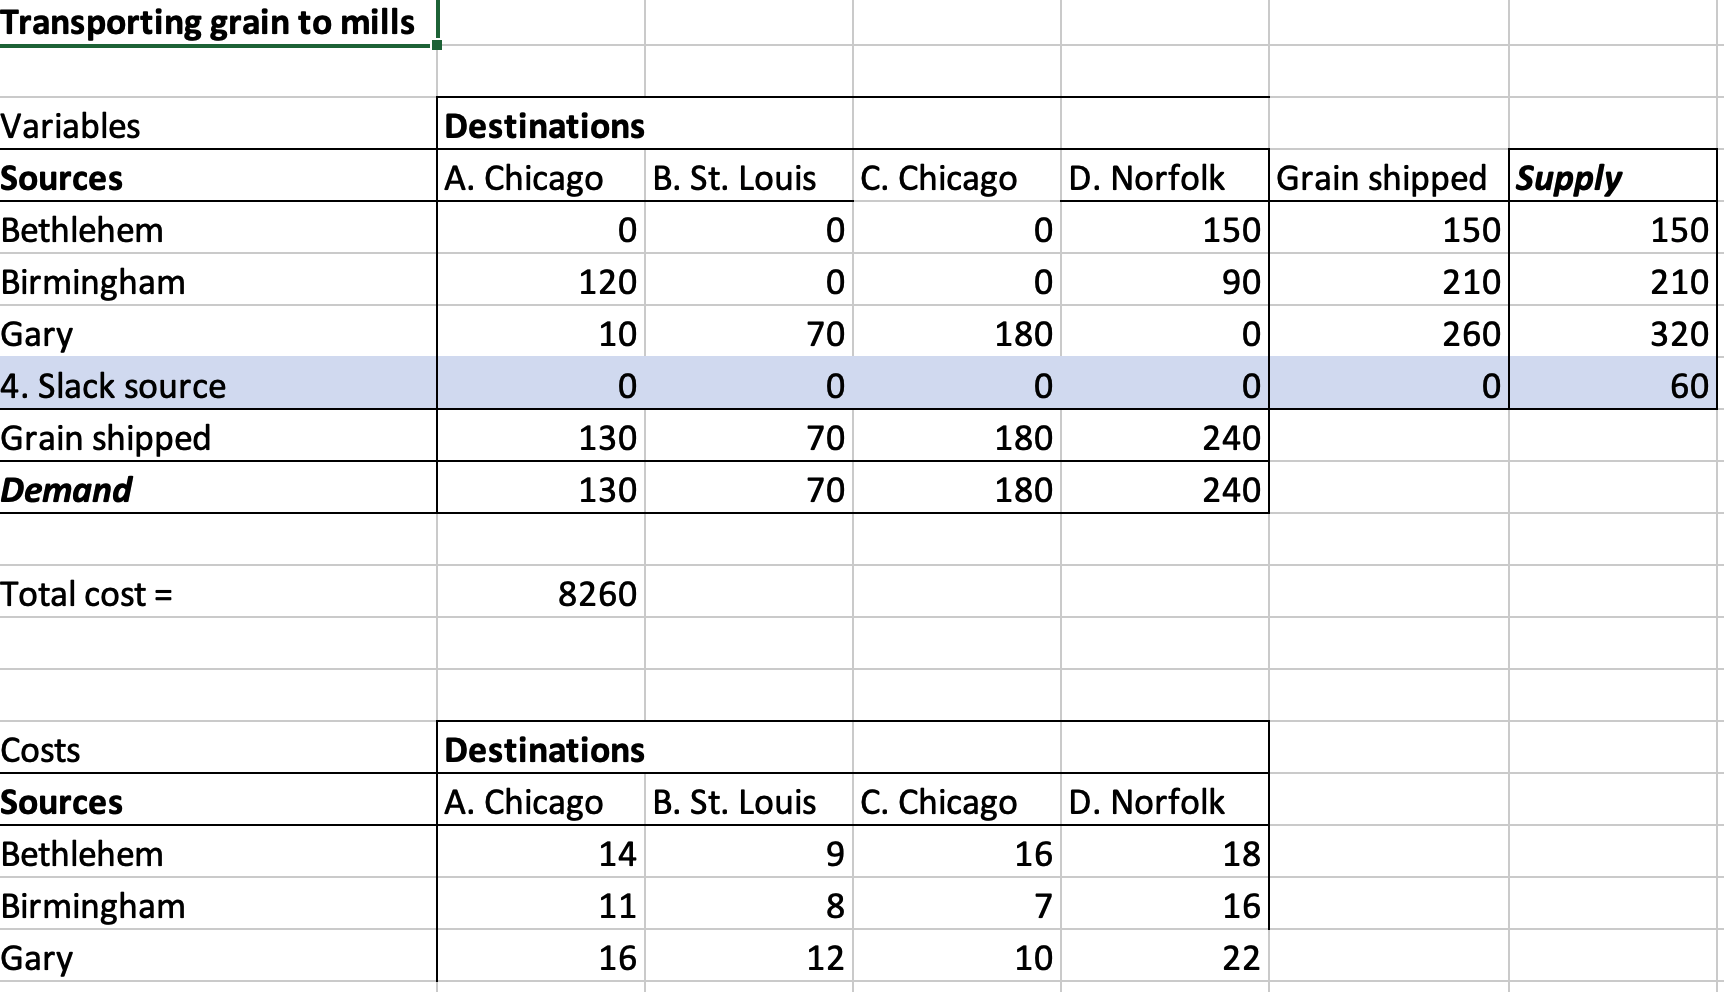 Transporting grain to mills
Variables Destinations
Sources A. Chicago B. St. Louis C. Chicago D. Norfolk Grain shipped Supply
Bethlehem 0 0 0 150 150 150
Birmingham 120 0 0 90 210 210
Gary 10 70 180 0 260 320
4. Slack source 0 0 0 0 0 60
Grain shipped 130 70 180 240
Demand 130 70 180 240
Total cost = 8260
Costs Destinations
Sources A. Chicago B. St. Louis C. Chicago D. Norfolk
Bethlehem 14 9 16 18
Birmingham 11 8 7 16
Gary 16 12 10 22